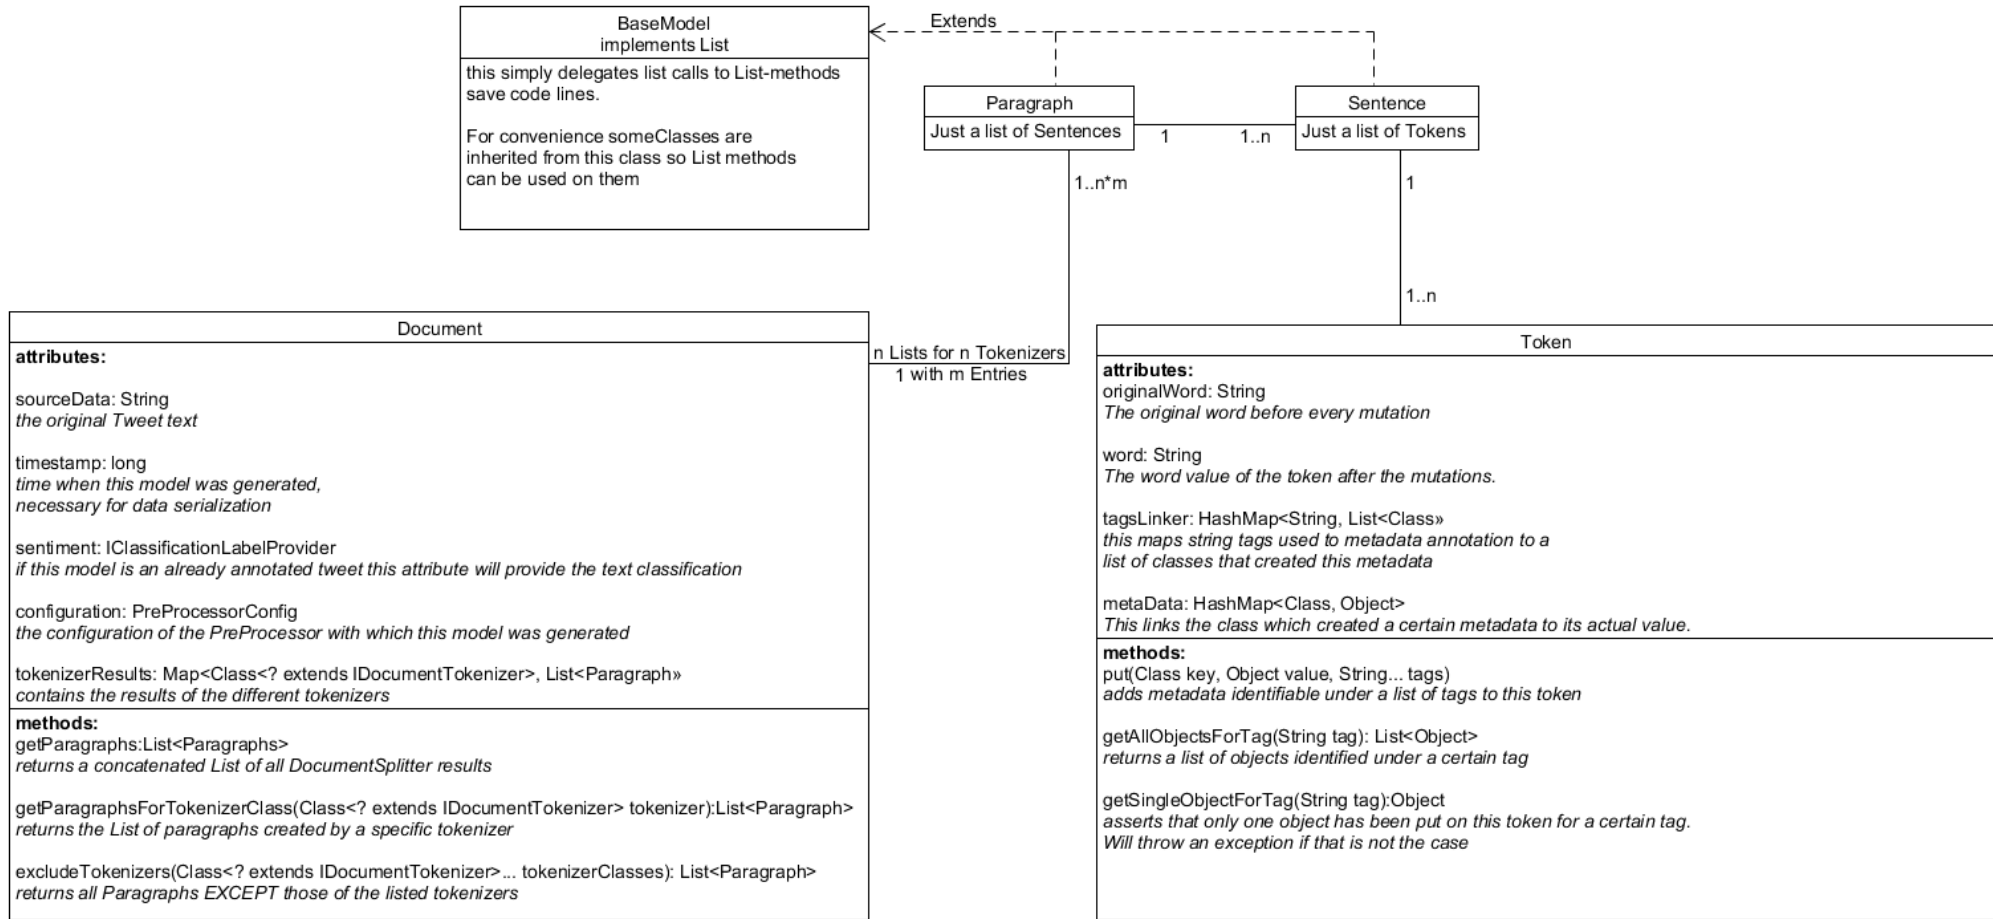 BaseModel
implements List
this simply delegates list calls to List-methods
save code lines.
For convenience someClasses are
inherited from this class so List methods
can be used on them
Extends
Paragraph
Just a list of Sentences
1
1..n
Sentence
Just a list of Tokens
1..n*m
1
1..n
n Lists for n Tokenizers
1 with m Entries
Document
attributes:
sourceData: String
the original Tweet text
timestamp: long
time when this model was generated,
necessary for data serialization
sentiment: IClassificationLabelProvider
if this model is an already annotated tweet this attribute will provide the text classification
configuration: PreProcessorConfig
the configuration of the PreProcessor with which this model was generated
tokenizerResults: Map<Class<? extends IDocumentTokenizer>, List<Paragraph»
contains the results of the different tokenizers
methods:
getParagraphs:List<Paragraphs>
returns a concatenated List of all DocumentSplitter results
getParagraphsForTokenizerClass(Class<? extends IDocumentTokenizer> tokenizer):List<Paragraph>
returns the List of paragraphs created by a specific tokenizer
excludeTokenizers(Class<? extends IDocumentTokenizer>... tokenizerClasses): List<Paragraph>
returns all Paragraphs EXCEPT those of the listed tokenizers
Token
attributes:
originalWord: String
The original word before every mutation
word: String
The word value of the token after the mutations.
tagsLinker: HashMap<String, List<Class»
this maps string tags used to metadata annotation to a
list of classes that created this metadata
metaData: HashMap<Class, Object>
This links the class which created a certain metadata to its actual value.
methods:
put(Class key, Object value, String... tags)
adds metadata identifiable under a list of tags to this token
getAllObjectsForTag(String tag): List<Object>
returns a list of objects identified under a certain tag
getSingleObjectForTag(String tag):Object
asserts that only one object has been put on this token for a certain tag.
Will throw an exception if that is not the case